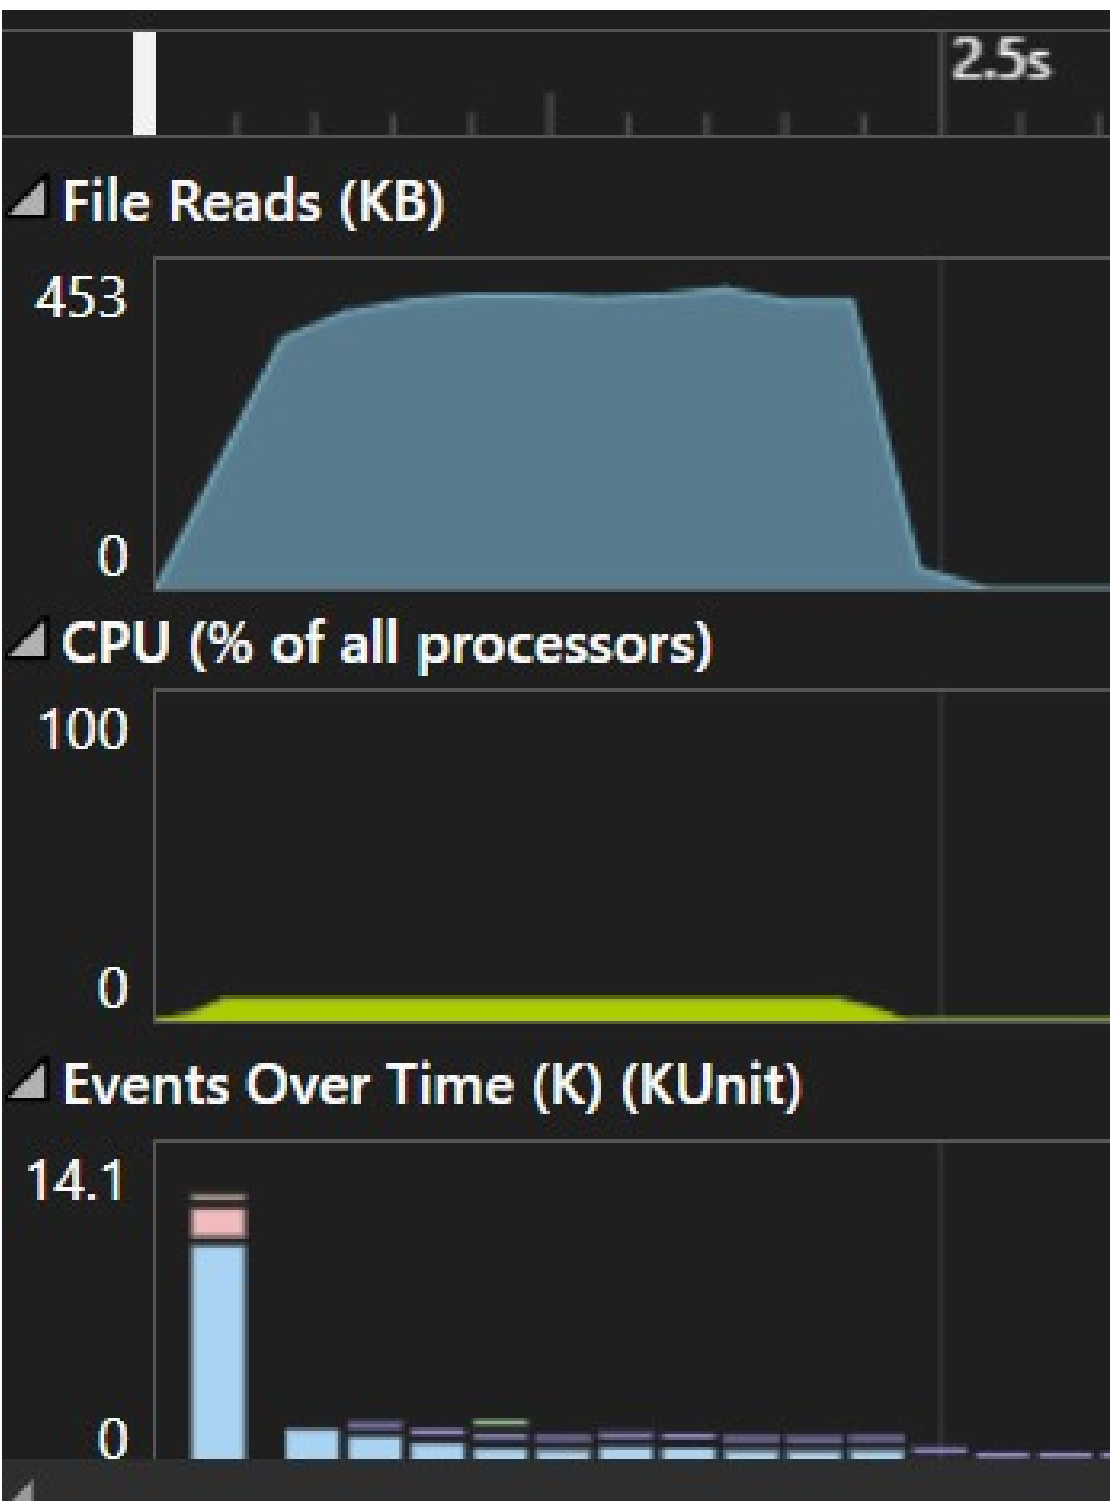 2.5s
File Reads (KB)
453
0
CPU (% of all processors)
100
0
Events Over Time (K) (KUnit)
14.1
0